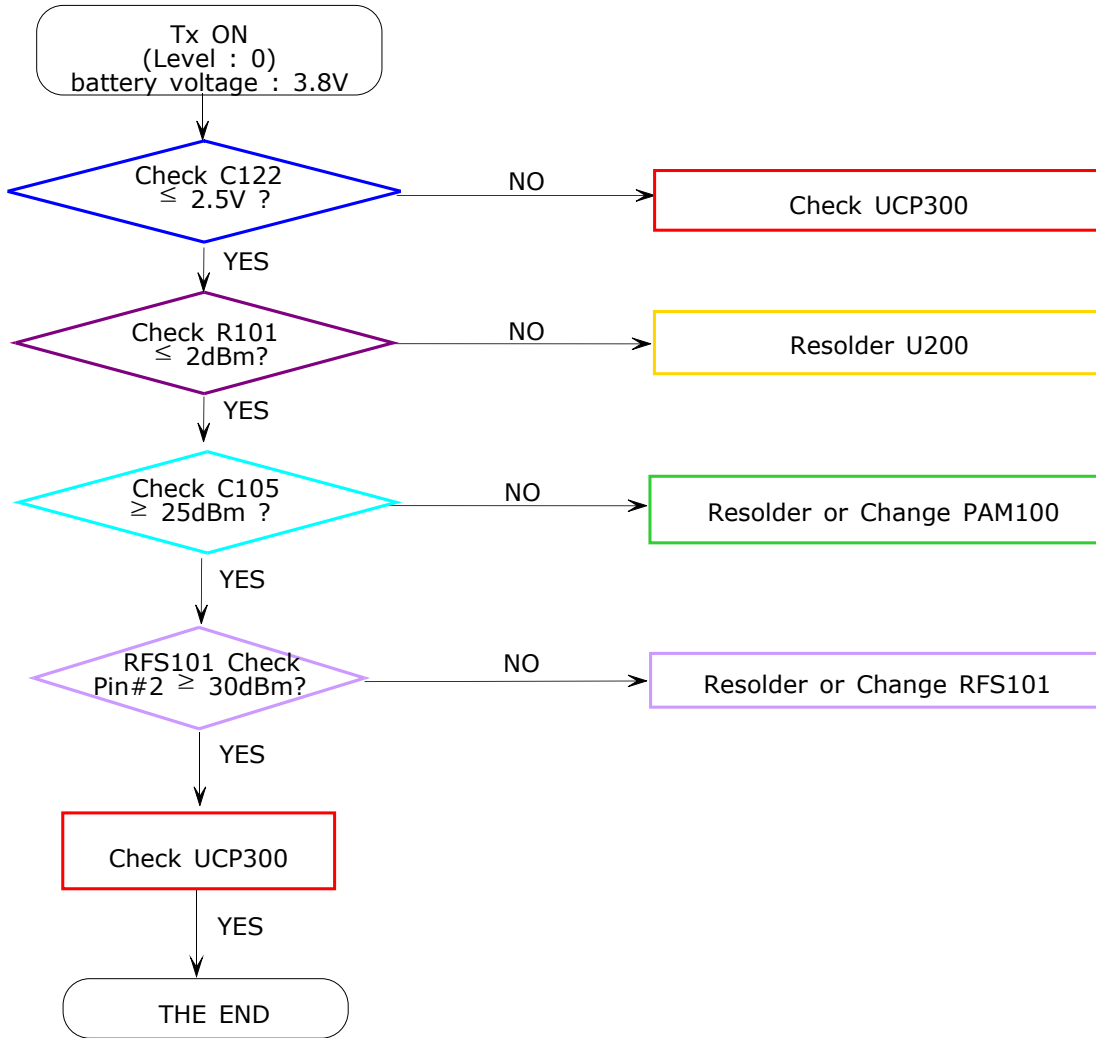 Tx ON
(Level : 0)
battery voltage : 3.8V
Check C122
≤ 2.5V ?
NO
Check UCP300
YES
Check R101
≤ 2dBm?
NO
Resolder U200
YES
Check C105
≥ 25dBm ?
NO
Resolder or Change PAM100
YES
RFS101 Check
Pin#2 ≥ 30dBm?
NO
Resolder or Change RFS101
YES
Check UCP300
YES
THE END